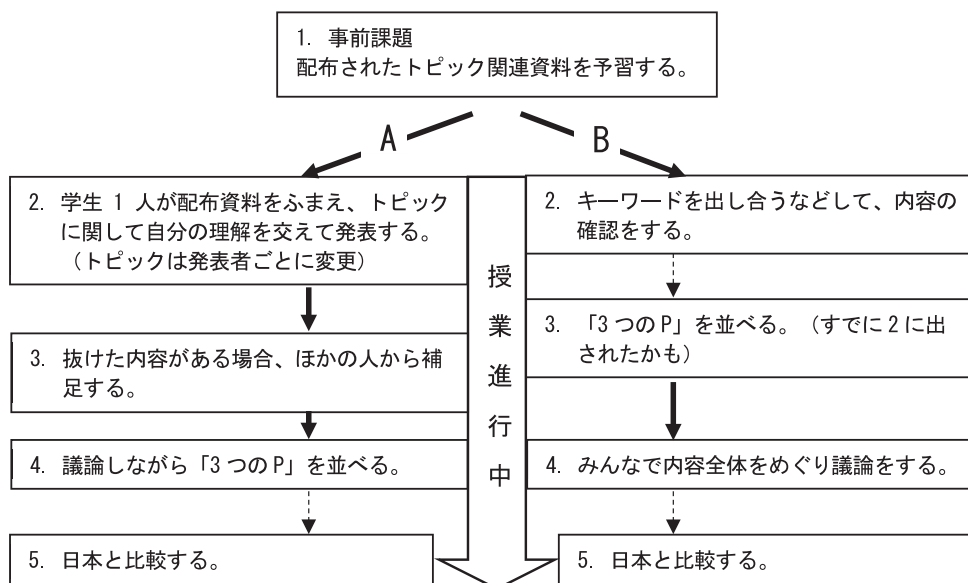 1. 事前課題
配布されたトピック関連資料を予習する。
A
B
2. 学生 1 人が配布資料をふまえ、トピック
に関して自分の理解を交えて発表する。
（トピックは発表者ごとに変更）
3. 抜けた内容がある場合、ほかの人から補
足する。
4. 議論しながら「3 つの P」を並べる。
5. 日本と比較する。
授
業
進
行
中
2. キーワードを出し合うなどして、内容の
確認をする。
3. 「3 つの P」を並べる。（すでに 2 に出
されたかも）
4. みんなで内容全体をめぐり議論をする。
5. 日本と比較する。